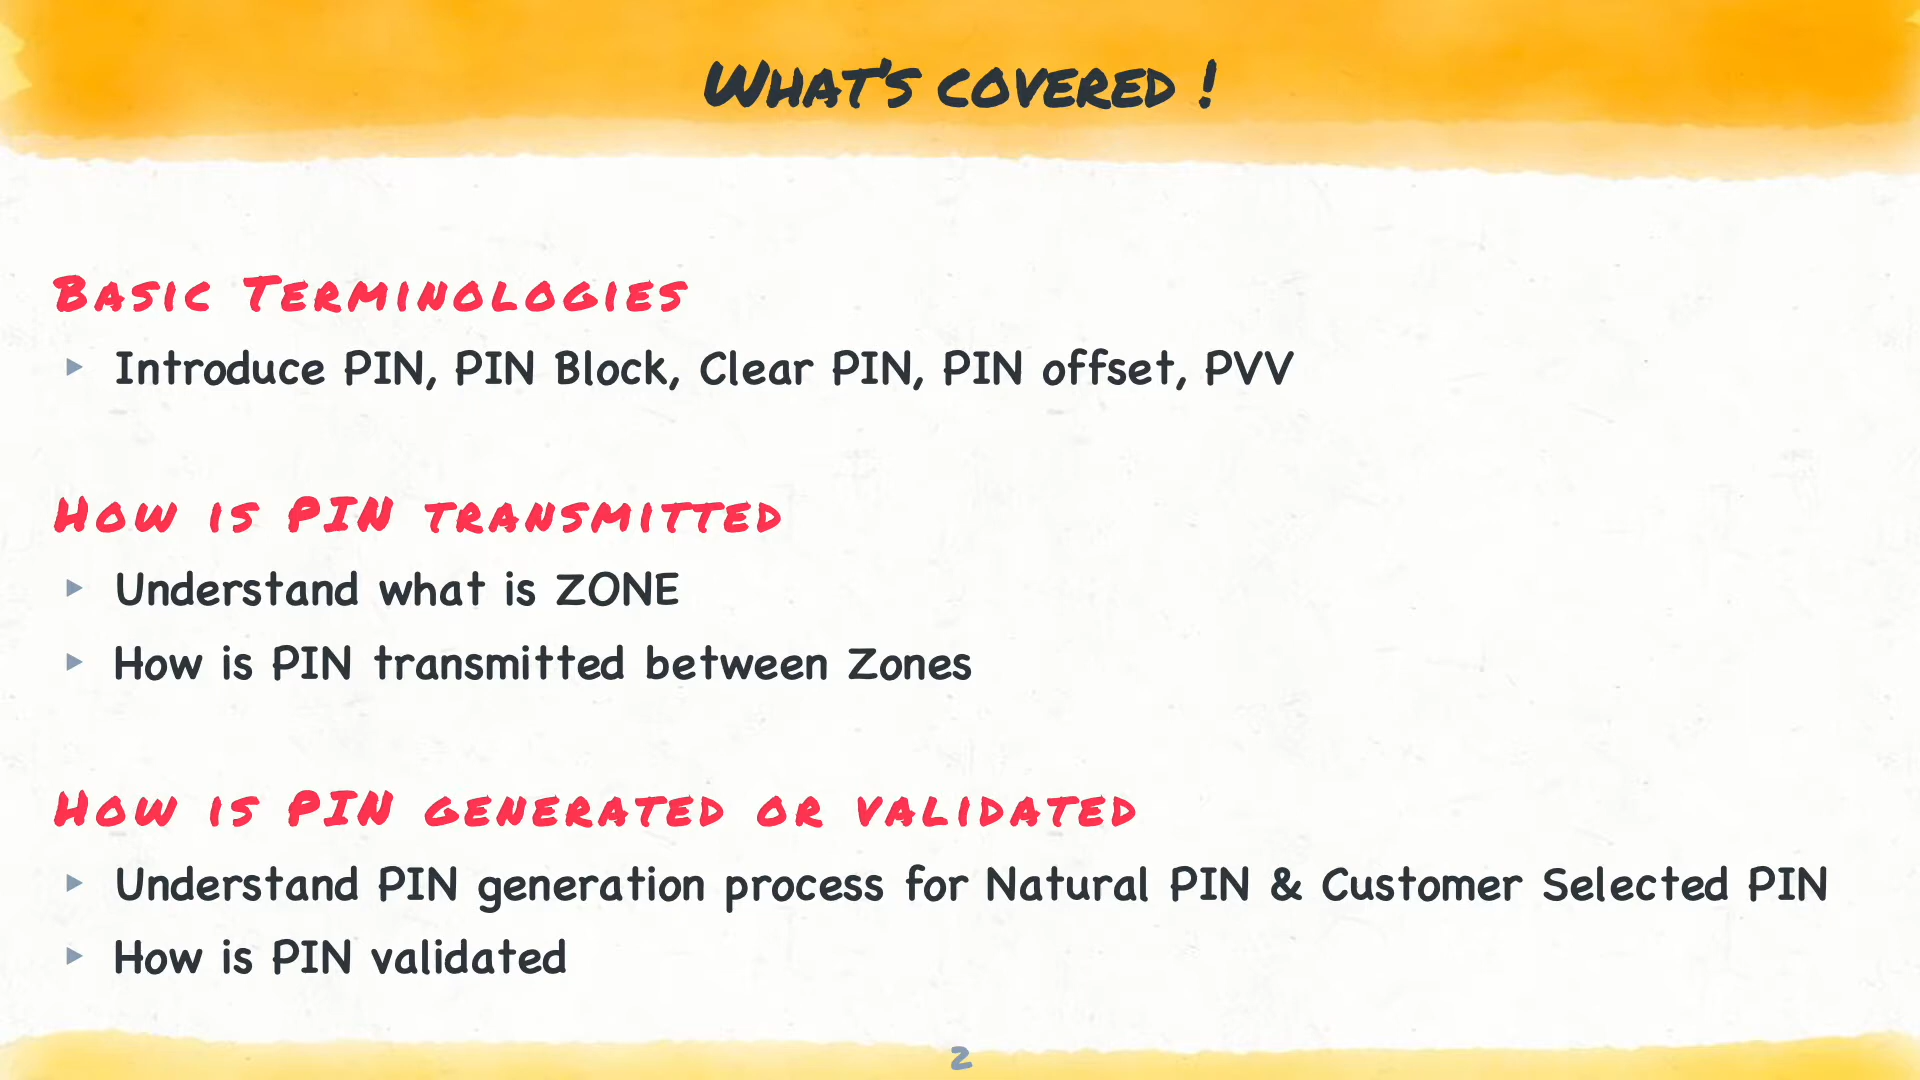 What's covered !
Basic Terminologies
▸ Introduce PIN, PIN Block, Clear PIN, PIN offset, PVV
How is PIN transmitted
▸ Understand what is ZONE
▸ How is PIN transmitted between Zones
How is PIN generated or validated
▸ Understand PIN generation process for Natural PIN & Customer Selected PIN
▸ How is PIN validated
2